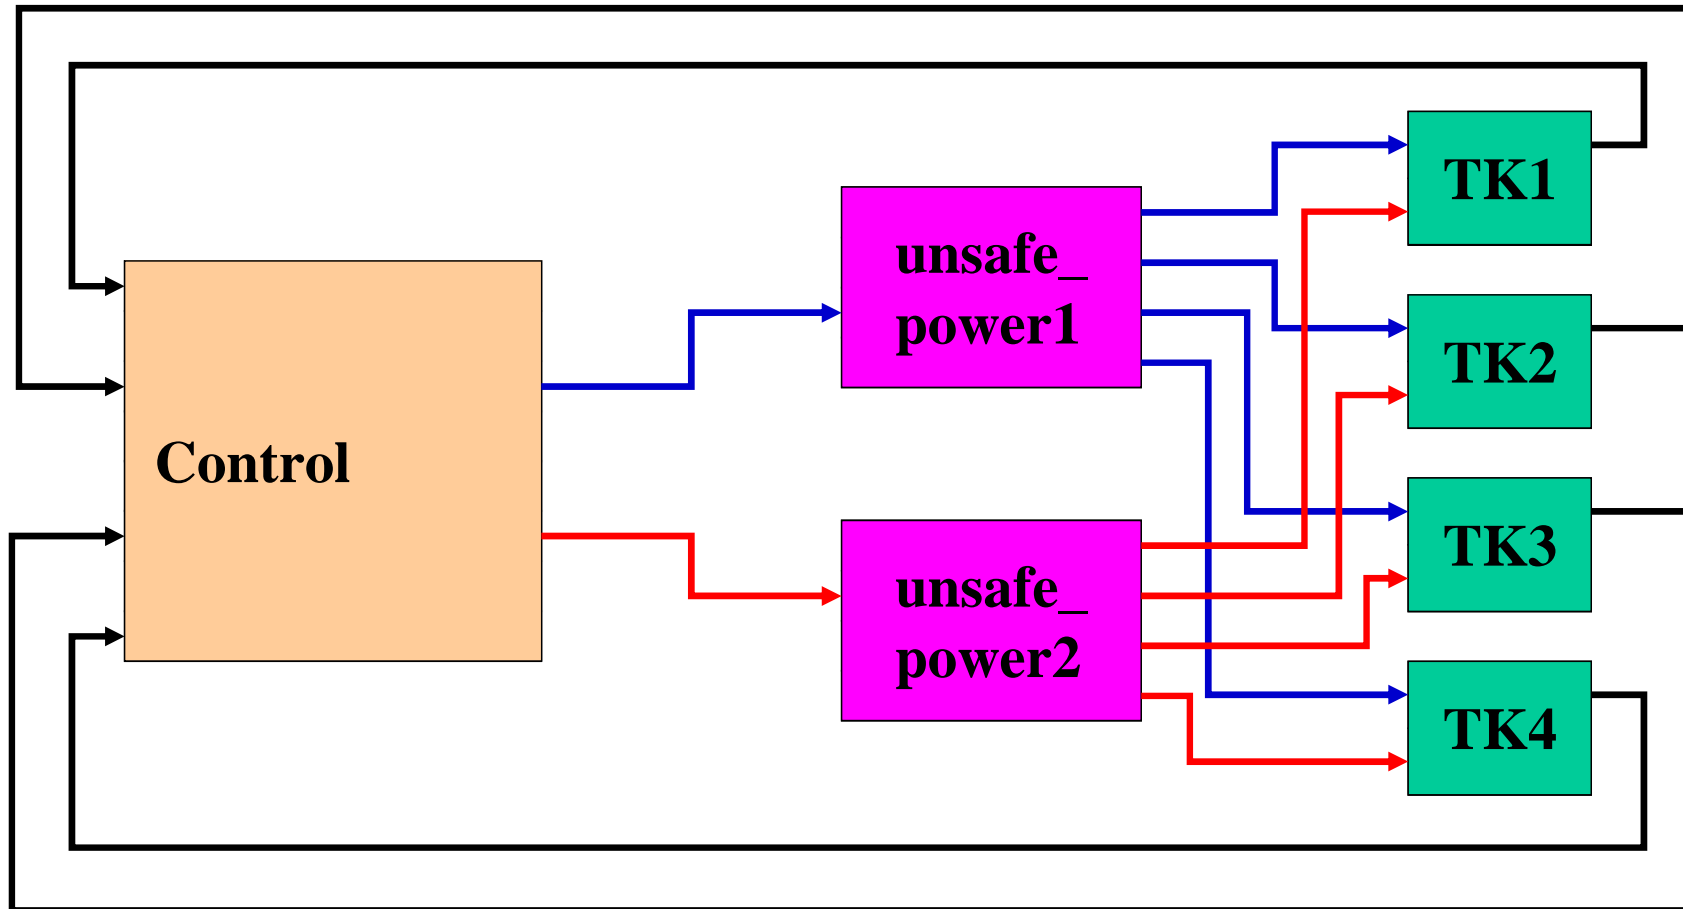 Control
unsafe_
power1
unsafe_
power2
TK1
TK2
TK3
TK4